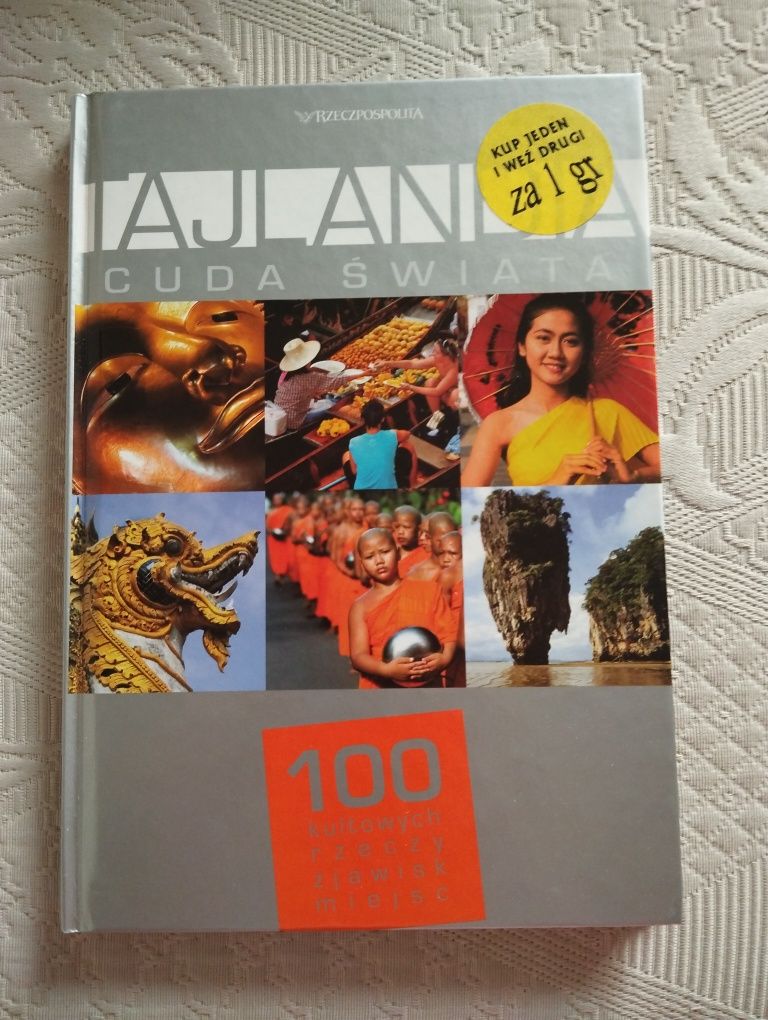 RZECZPOSPOLITA
KUP JEDEN
I WEŹ DRUGI
za 1 gr
TAJLANDIA
CUDA ŚWIATA
100
kultowych
rzeczy
zjawisk
miejsc